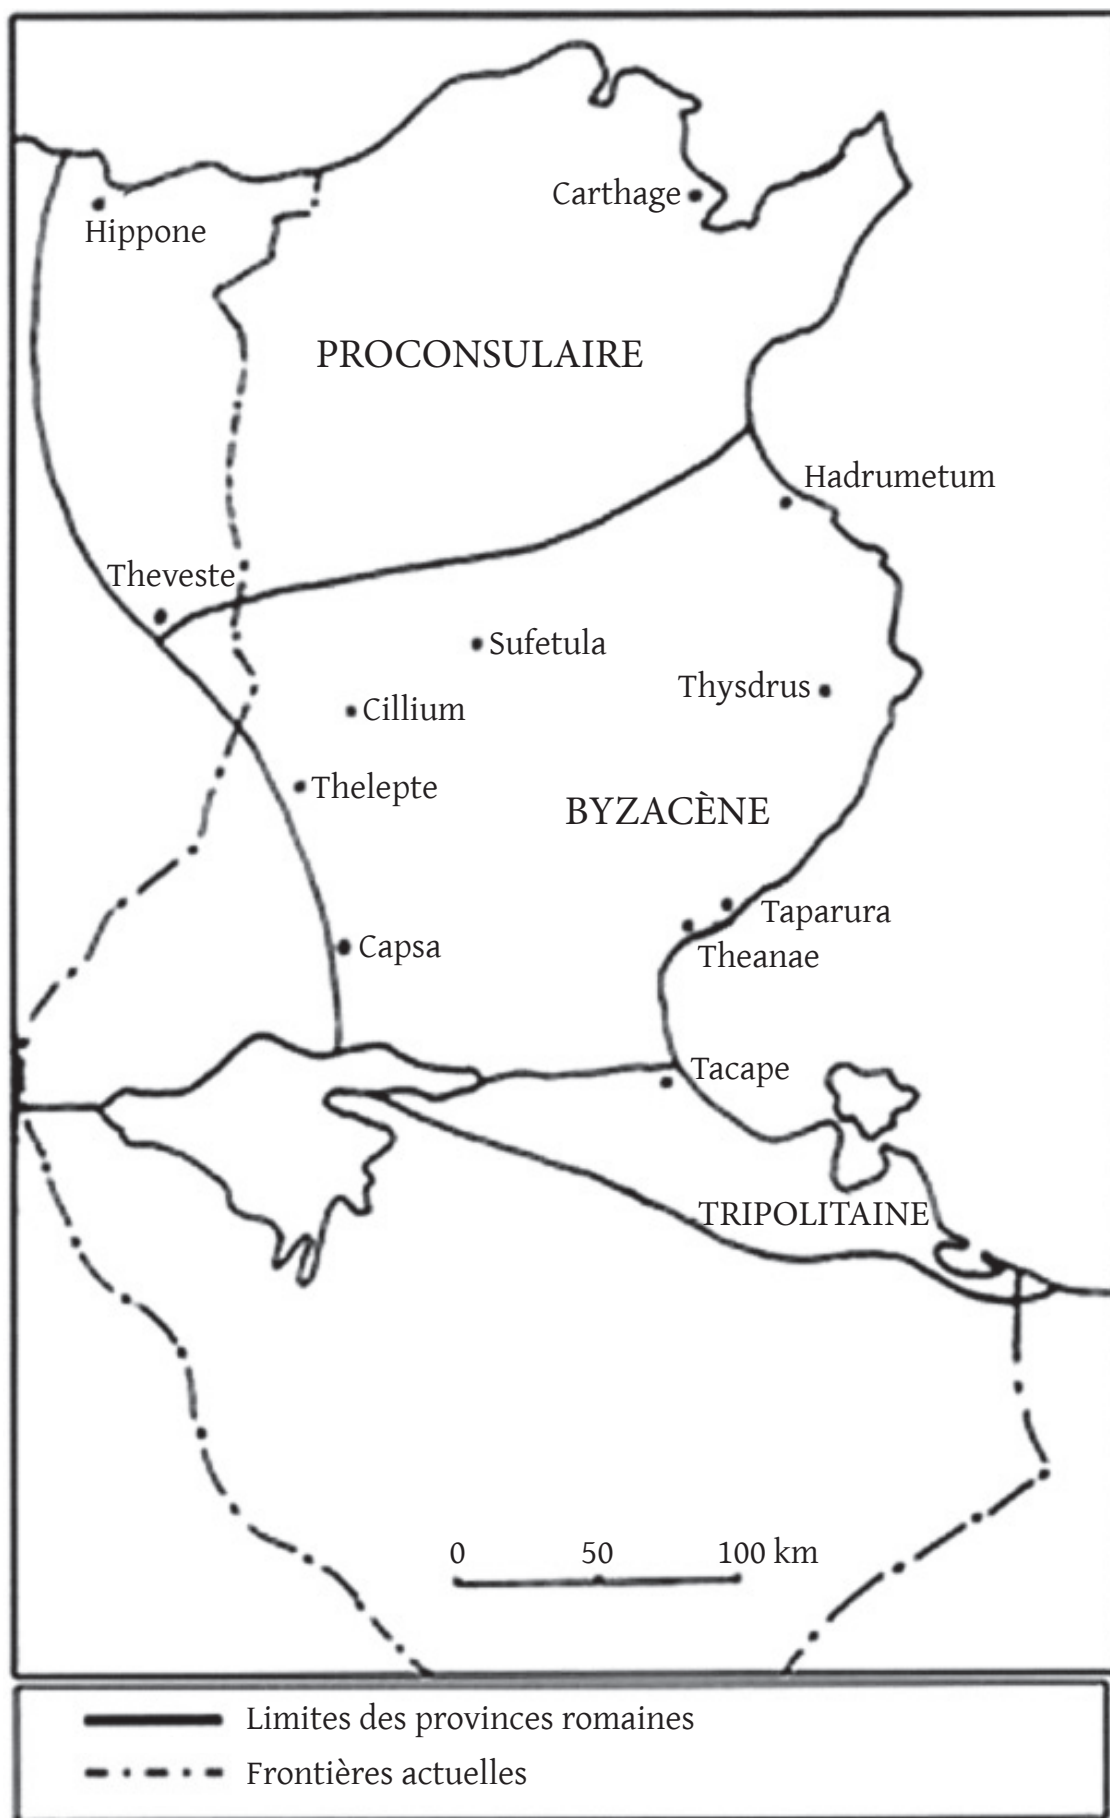 Carthage
Hippone
PROCONSULAIRE
Hadrumetum
Theveste
Sufetula
Thysdrus
Cillium
Thelepte
BYZACÈNE
Taparura
Capsa
Theanae
Tacape
TRIPOLITAINE
0 50 100 km
Limites des provinces romaines
Frontières actuelles